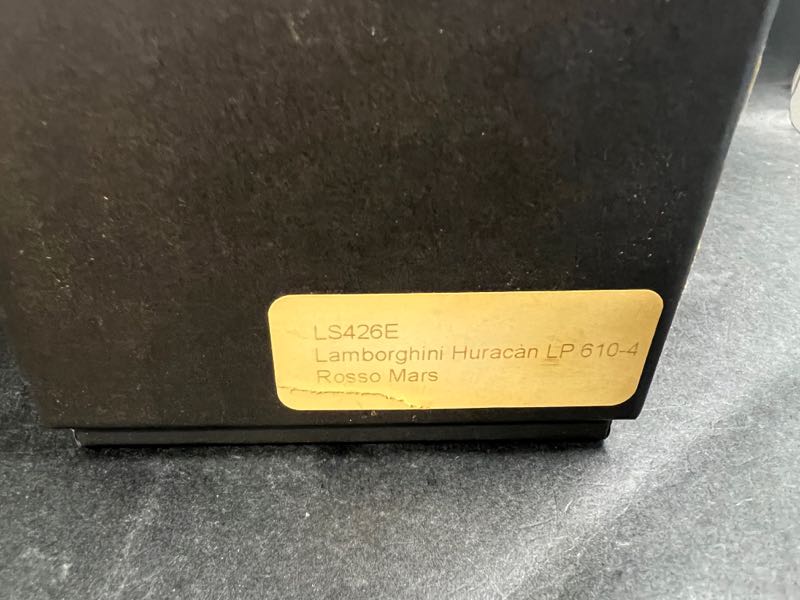 LS426E
Lamborghini Huracàn LP 610-4
Rosso Mars